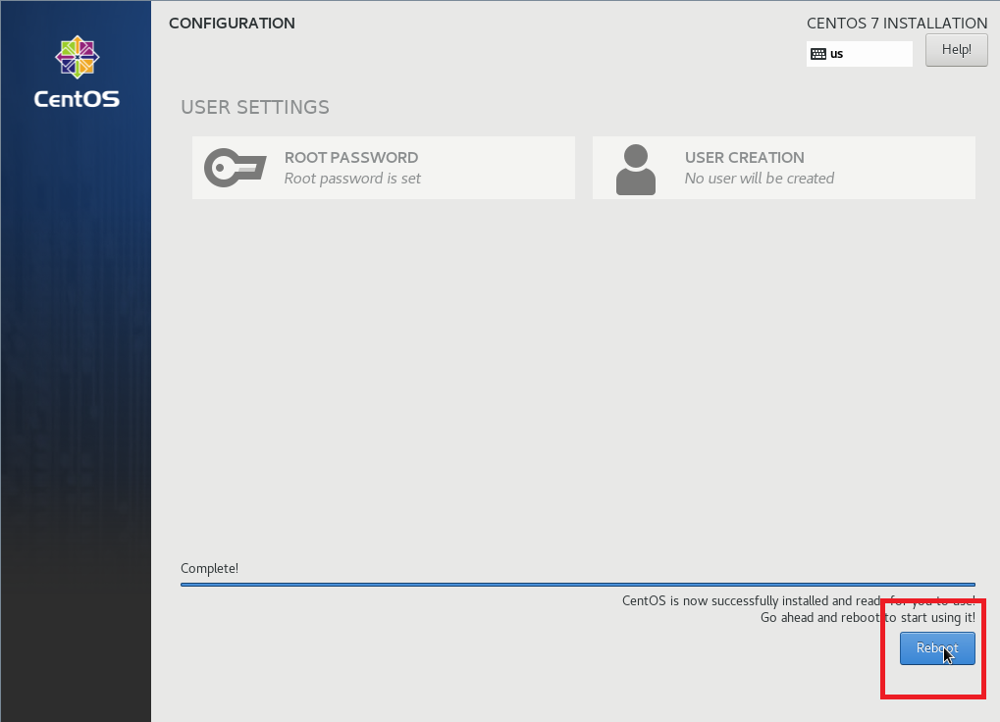 CentOS
CONFIGURATION
CENTOS 7 INSTALLATION
us
Help!
USER SETTINGS
ROOT PASSWORD
Root password is set
USER CREATION
No user will be created
Complete!
CentOS is now successfully installed and ready for you to use!
Go ahead and reboot to start using it!
Reboot